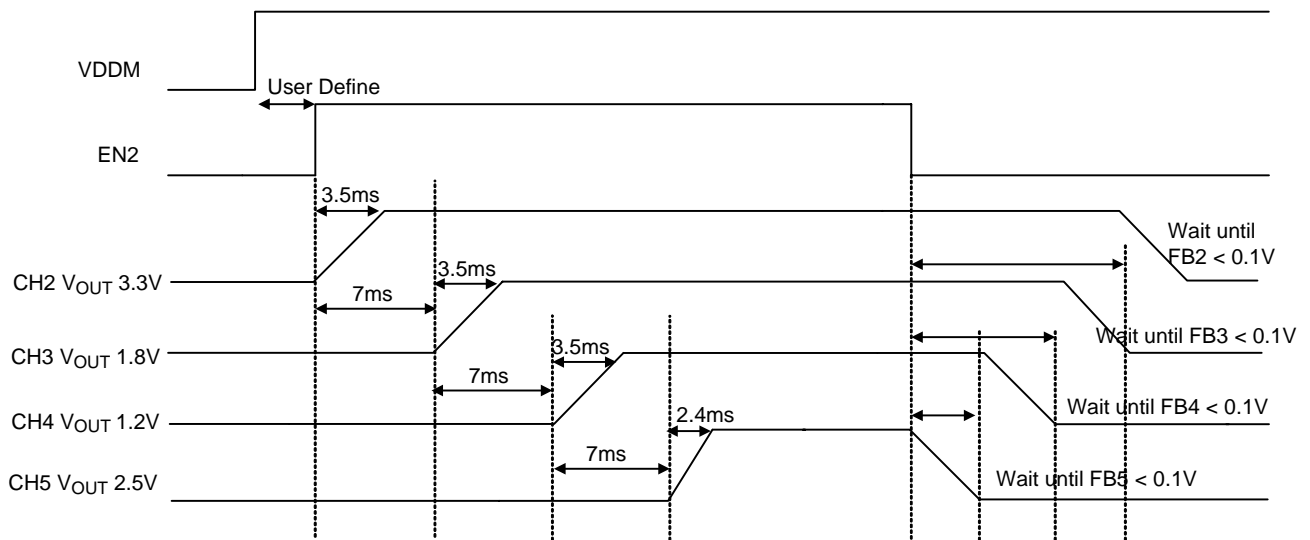 VDDM
User Define
EN2
3.5ms
Wait until
FB2 < 0.1V
CH2 VOUT 3.3V
3.5ms
7ms
Wait until FB3 < 0.1V
CH3 VOUT 1.8V
3.5ms
7ms
Wait until FB4 < 0.1V
CH4 VOUT 1.2V
2.4ms
7ms
Wait until FB5 < 0.1V
CH5 VOUT 2.5V